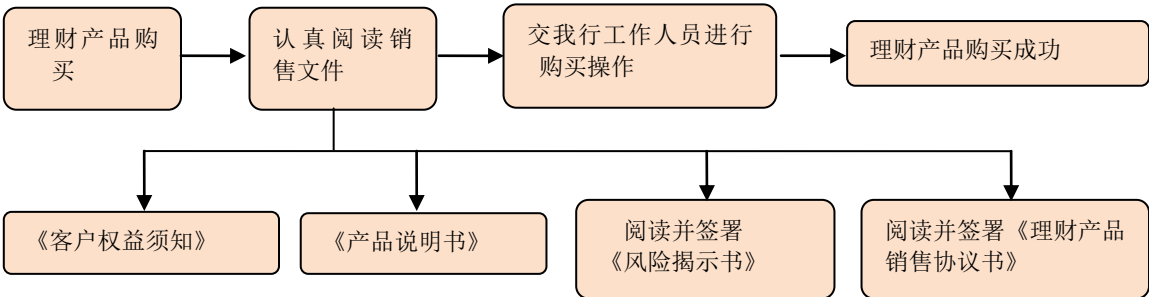 理财产品购
买
认真阅读销
售文件
交我行工作人员进行
购买操作
理财产品购买成功
《客户权益须知》
《产品说明书》
阅读并签署
《风险揭示书》
阅读并签署《理财产品
销售协议书》